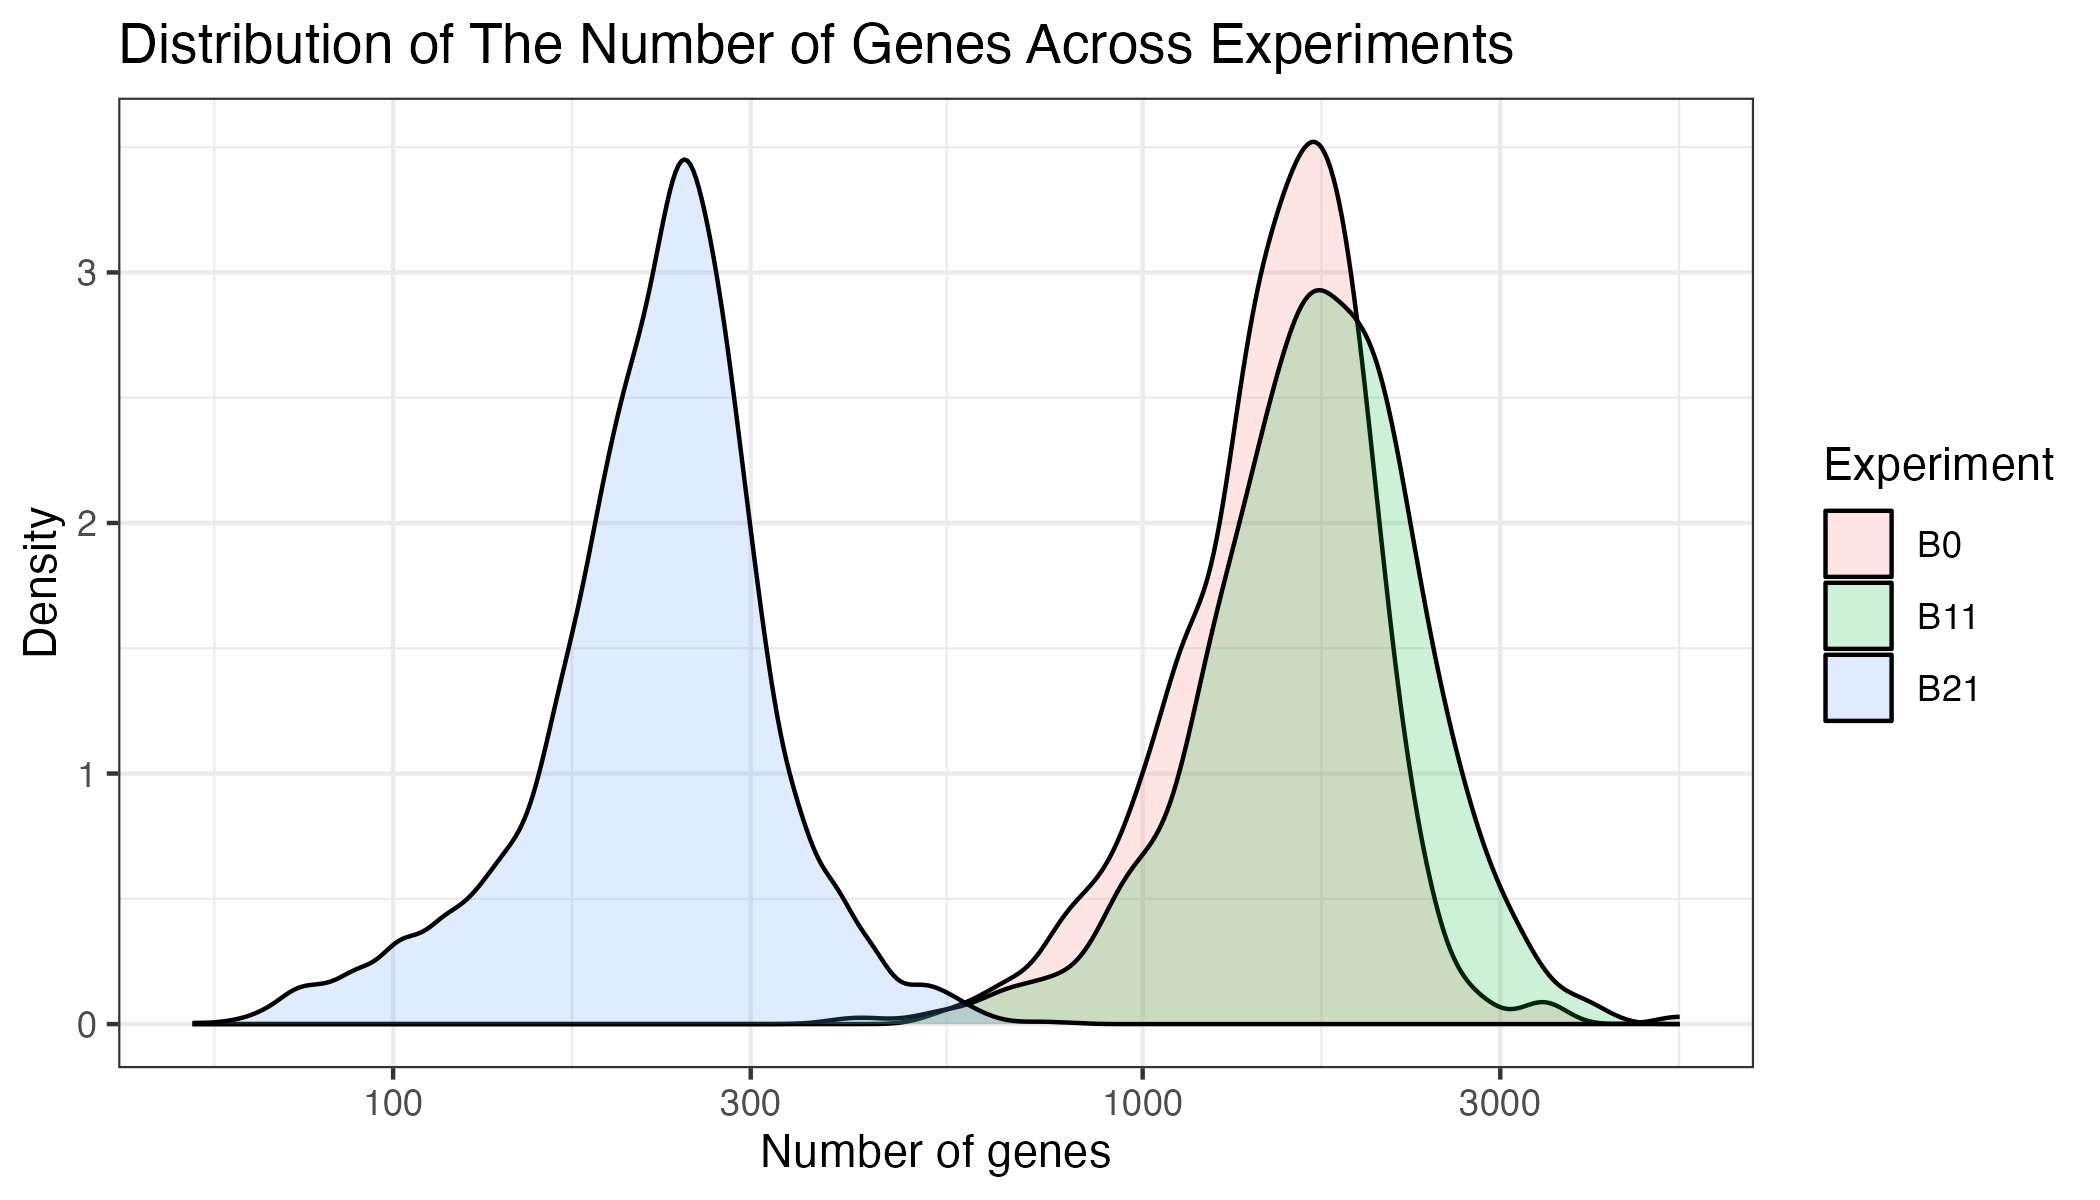 Distribution of The Number of Genes Across Experiments
Density
3
2
1
0
100 300 1000 3000
Number of genes
Experiment
B0
B11
B21